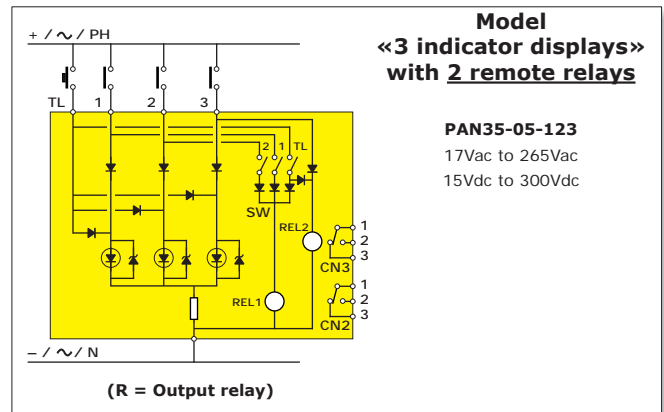 Model
«3 indicator displays»
with 2 remote relays
PAN35-05-123
17Vac to 265Vac
15Vdc to 300Vdc
+ / ∿ / PH
TL 1 2 3
2 1 TL
SW
REL2
1
2
3
CN3
REL1
1
2
3
CN2
– / ∿ / N
(R = Output relay)